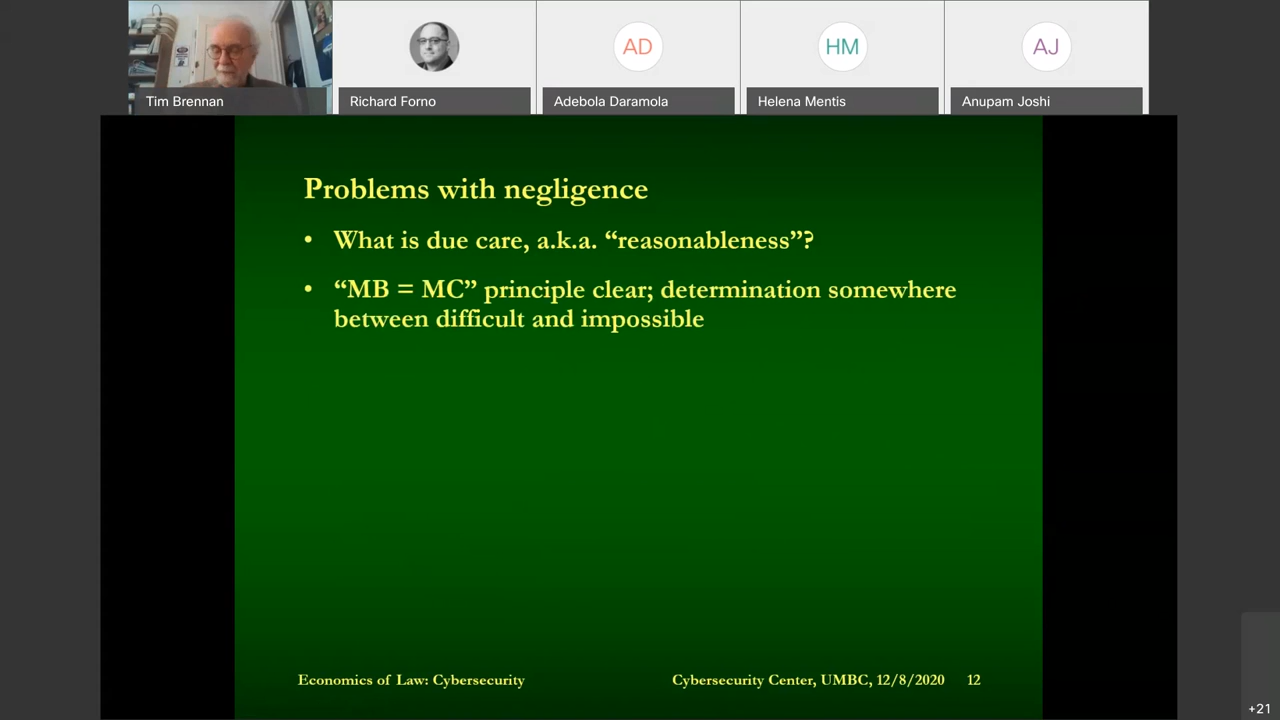 Tim Brennan
Richard Forno
AD
Adebola Daramola
HM
Helena Mentis
AJ
Anupam Joshi
Problems with negligence
• What is due care, a.k.a. “reasonableness”?
• “MB = MC” principle clear; determination somewhere
between difficult and impossible
Economics of Law: Cybersecurity
Cybersecurity Center, UMBC, 12/8/2020 12
+21